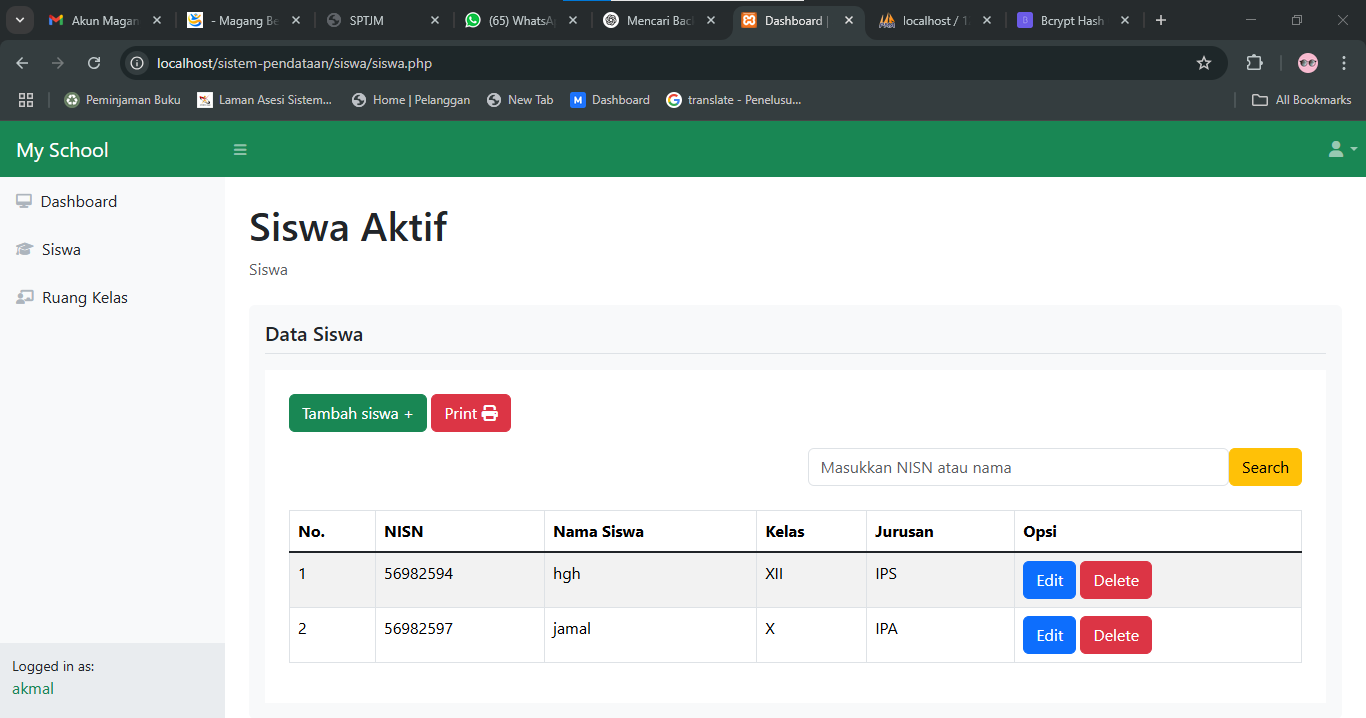 Akun Magan
- Magang Be
SPTJM
(65) WhatsA
Mencari Bac
Dashboard |
localhost / 12
Bcrypt Hash
localhost/sistem-pendataan/siswa/siswa.php
Peminjaman Buku
Laman Asesi Sistem...
Home | Pelanggan
New Tab
M Dashboard
translate - Penelusu...
All Bookmarks
My School
Dashboard
Siswa
Ruang Kelas
Logged in as:
akmal
Siswa Aktif
Siswa
Data Siswa
Tambah siswa + Print
Masukkan NISN atau nama Search
No. NISN Nama Siswa Kelas Jurusan Opsi
1 56982594 hgh XII IPS Edit Delete
2 56982597 jamal X IPA Edit Delete